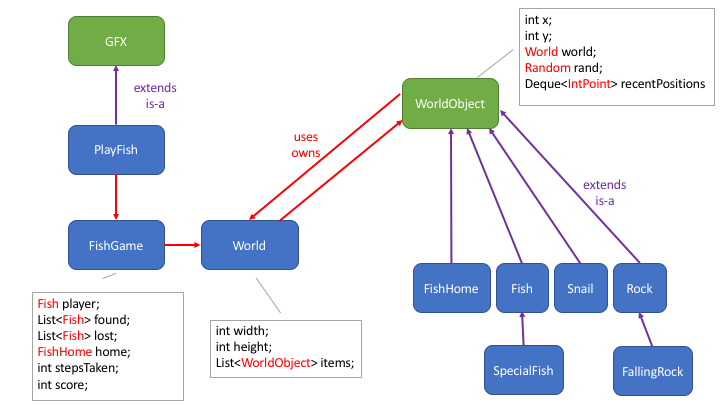 GFX
extends
is-a
PlayFish
FishGame
World
uses
owns
WorldObject
int x;
int y;
World world;
Random rand;
Deque<IntPoint> recentPositions
extends
is-a
FishHome
Fish
Snail
Rock
SpecialFish
FallingRock
Fish player;
List<Fish> found;
List<Fish> lost;
FishHome home;
int stepsTaken;
int score;
int width;
int height;
List<WorldObject> items;